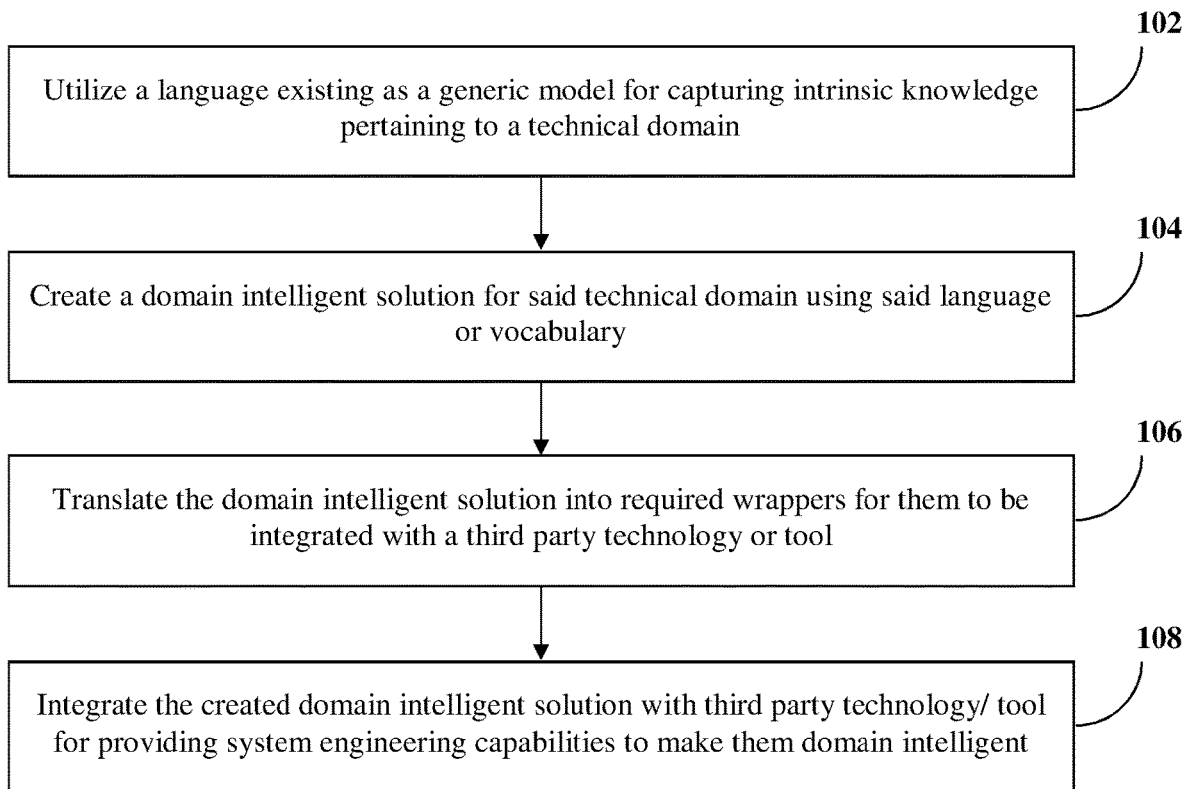 102
Utilize a language existing as a generic model for capturing intrinsic knowledge
pertaining to a technical domain
104
Create a domain intelligent solution for said technical domain using said language
or vocabulary
106
Translate the domain intelligent solution into required wrappers for them to be
integrated with a third party technology or tool
108
Integrate the created domain intelligent solution with third party technology/ tool
for providing system engineering capabilities to make them domain intelligent